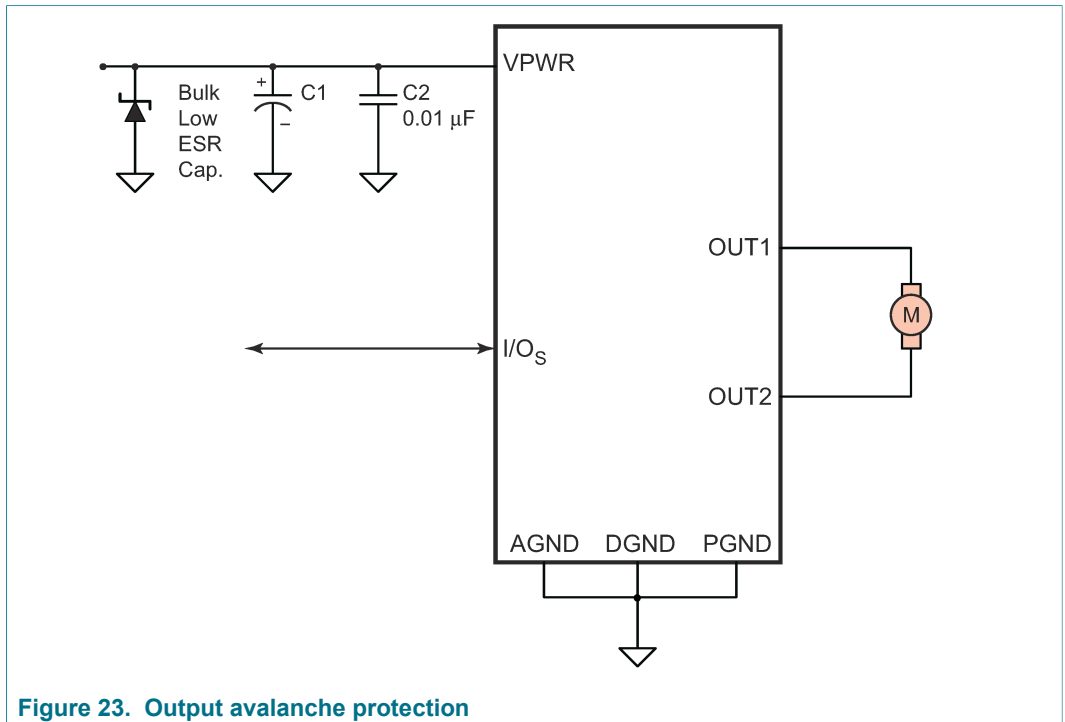 VPWR
Bulk
Low
ESR
Cap.
+ C1
–
C2
0.01 µF
OUT1
M
I/OS
OUT2
AGND DGND PGND
Figure 23. Output avalanche protection